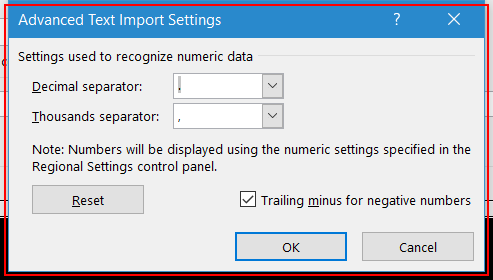 Advanced Text Import Settings ? ×
Settings used to recognize numeric data
Decimal separator: .
Thousands separator: ,
Note: Numbers will be displayed using the numeric settings specified in the
Regional Settings control panel.
Reset Trailing minus for negative numbers
OK Cancel